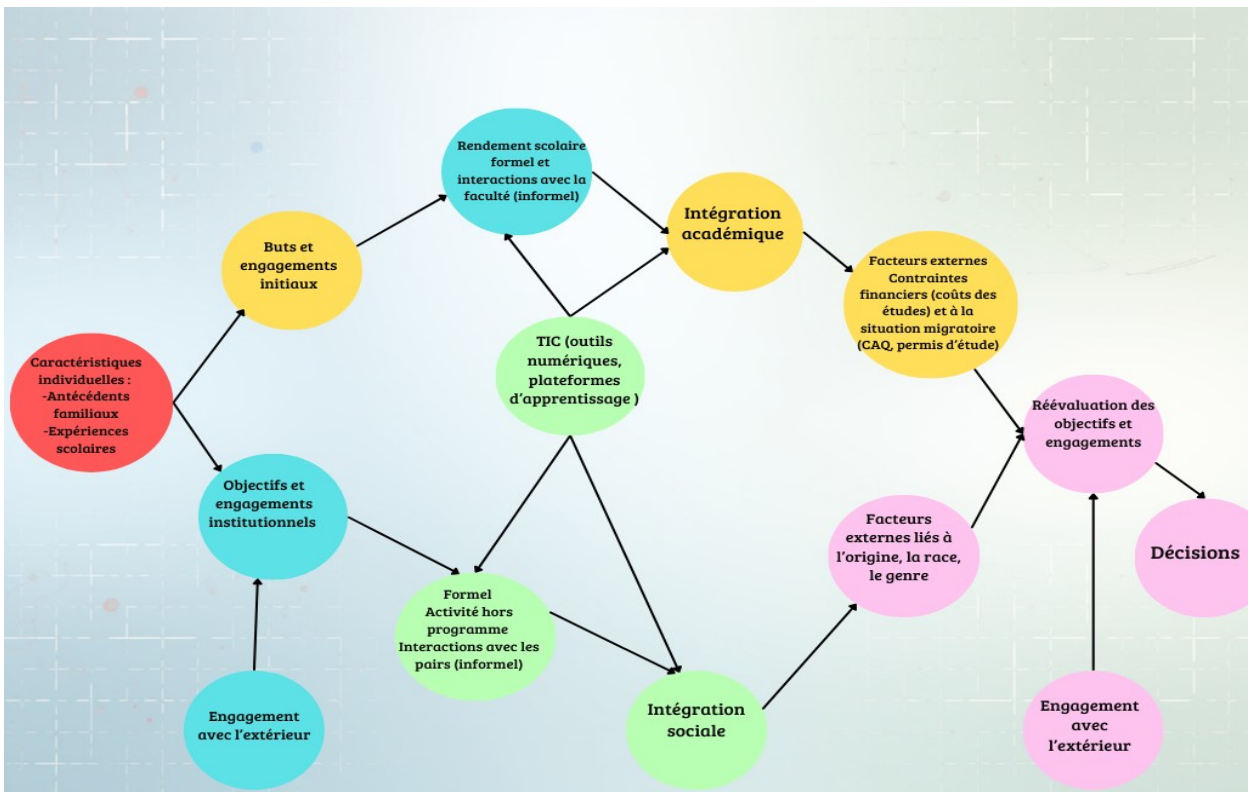 Rendement scolaire
formel et
interactions avec la
faculté (informel)
Intégration
académique
Buts et
engagements
initiaux
Facteurs externes
Contraintes
financiers (coûts des
études) et à la
situation migratoire
(CAQ, permis d'étude)
TIC (outils
numériques,
plateformes
d'apprentissage )
Caractéristiques
individuelles :
-Antécédents
familiaux
-Expériences
scolaires
Réévaluation des
objectifs et
engagements
Objectifs et
engagements
institutionnels
Facteurs
externes liés à
l'origine, la race,
le genre
Décisions
Formel
Activité hors
programme
Interactions avec les
pairs (informel)
Engagement
avec l'extérieur
Intégration
sociale
Engagement
avec
l'extérieur